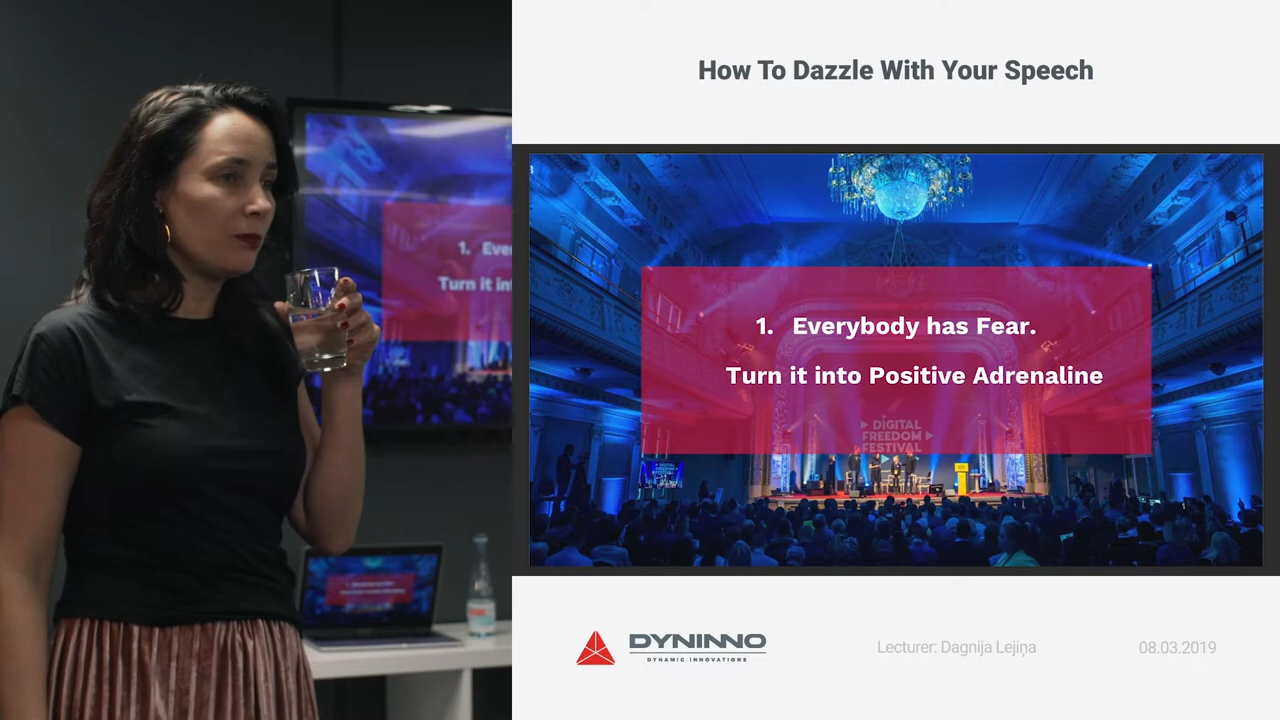 How To Dazzle With Your Speech
1. Eve
Turn it in
1. Everybody has Fear.
Turn it into Positive Adrenaline
DIGITAL
FREEDOM
FESTIVAL
DYNINNO
DYNAMIC INNOVATIONS
Lecturer: Dagnija Lejiņa
08.03.2019